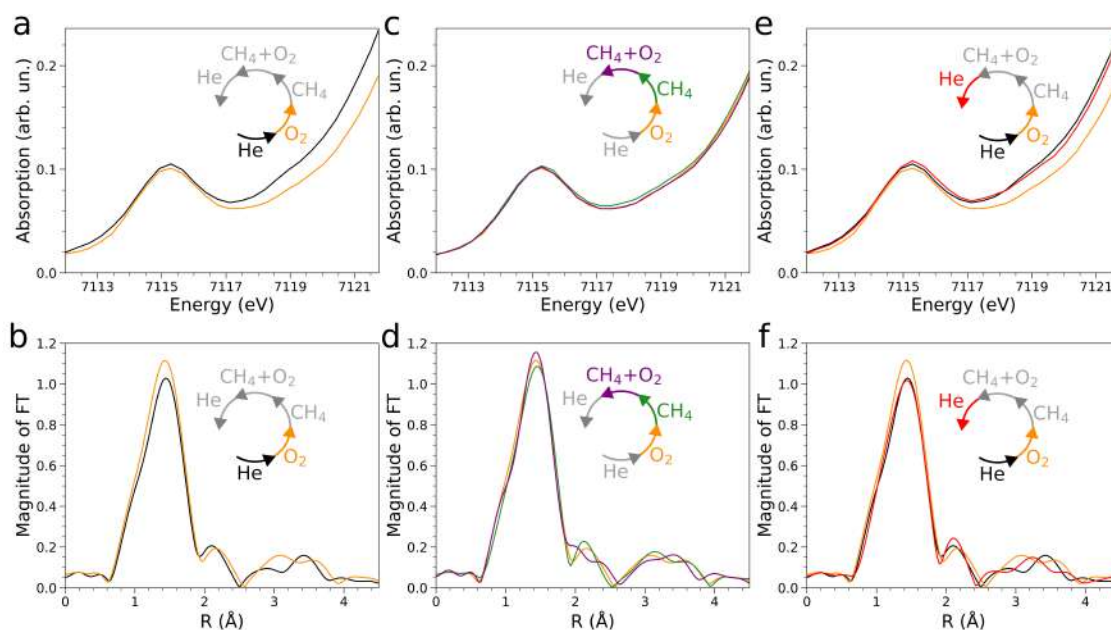 a
Absorption (arb. un.)
0.2
0.1
0.0
CH₄+O₂
He
CH₄
O₂
He
7113 7115 7117 7119 7121
Energy (eV)
c
Absorption (arb. un.)
0.2
0.1
0.0
CH₄+O₂
He
CH₄
O₂
He
7113 7115 7117 7119 7121
Energy (eV)
e
Absorption (arb. un.)
0.2
0.1
0.0
CH₄+O₂
He
CH₄
O₂
He
7113 7115 7117 7119 7121
Energy (eV)
b
Magnitude of FT
1.2
1.0
0.8
0.6
0.4
0.2
0.0
CH₄+O₂
He
CH₄
O₂
He
0 1 2 3 4
R (Å)
d
Magnitude of FT
1.2
1.0
0.8
0.6
0.4
0.2
0.0
CH₄+O₂
He
CH₄
O₂
He
0 1 2 3 4
R (Å)
f
Magnitude of FT
1.2
1.0
0.8
0.6
0.4
0.2
0.0
CH₄+O₂
He
CH₄
O₂
He
0 1 2 3 4
R (Å)